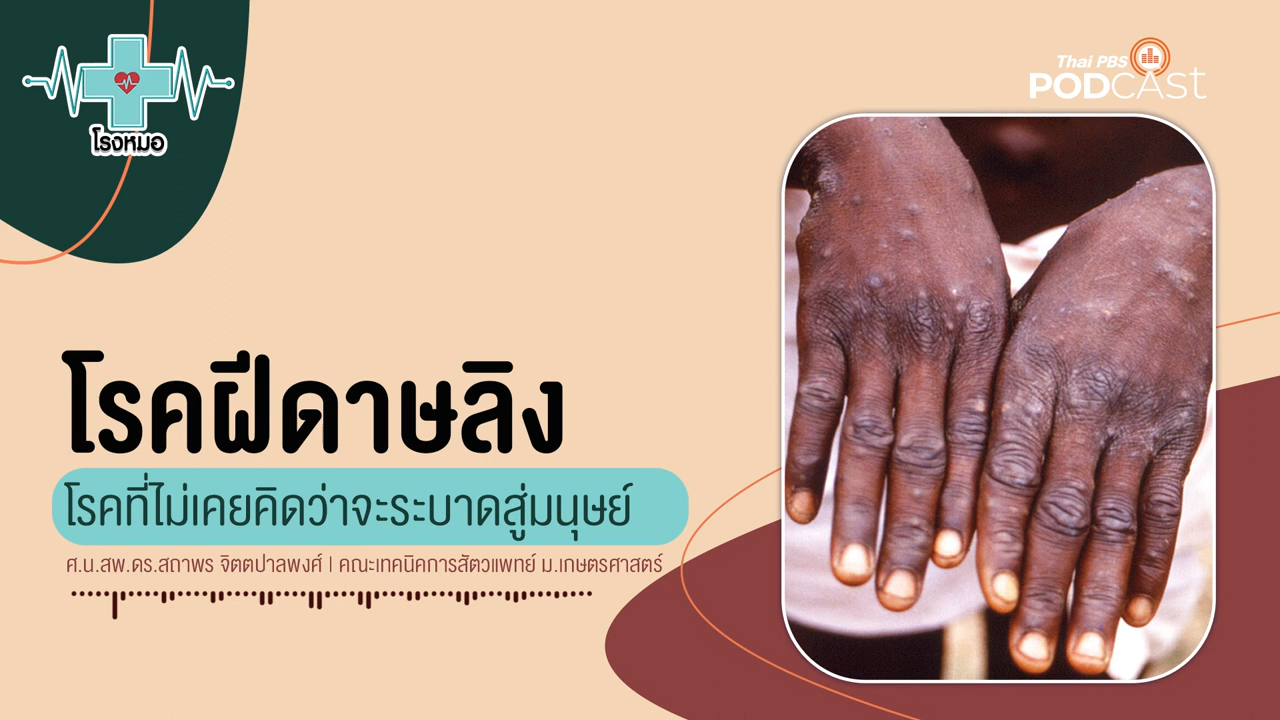 โรงหมอ
Thai PBS
PODCAST
โรคฝีดาษลิง
โรคที่ไม่เคยคิดว่าจะระบาดสู่มนุษย์
ศ.น.สพ.ดร.สถาพร จิตตปาลพงศ์ | คณะเทคนิคการสัตวแพทย์ ม.เกษตรศาสตร์